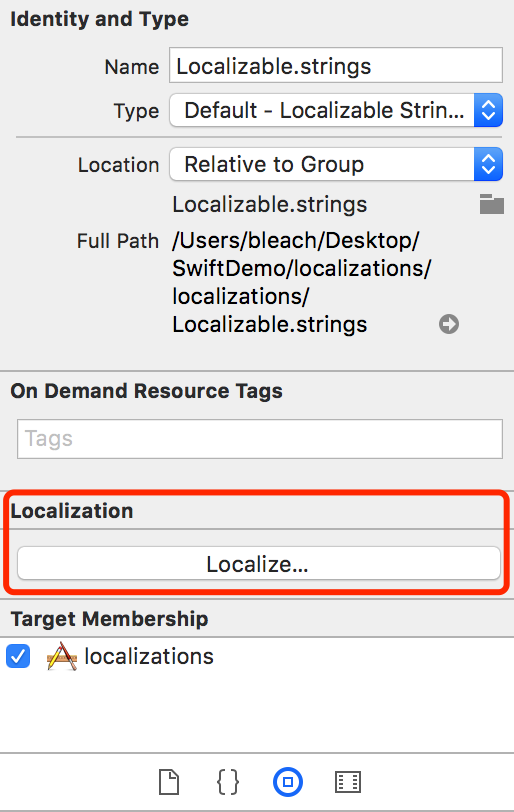 Identity and Type
Name Localizable.strings
Type Default - Localizable Strin...
Location Relative to Group
Localizable.strings
Full Path /Users/bleach/Desktop/
SwiftDemo/localizations/
localizations/
Localizable.strings
On Demand Resource Tags
Tags
Localization
Localize...
Target Membership
localizations